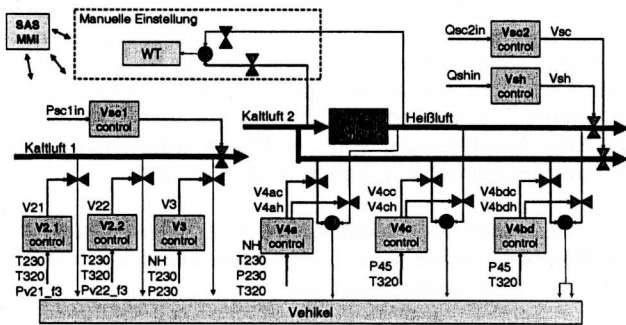 SAS
MMI
Manuelle Einstellung
WT
Qsc2in
Vsc2
control
Vsc
Qshin
Vsh
control
Vsh
Psc1in
Vsc1
control
Kaltluft 2
Heißluft
Kaltluft 1
V21
V22
V3
V4ac
V4ah
V4cc
V4ch
V4bdc
V4bdh
V2.1
control
V2.2
control
V3
control
V4a
control
V4c
control
V4bd
control
T230
T320
Pv21_f3
T230
T320
Pv22_f3
NH
T230
P230
NH
T230
P230
T320
P45
T320
P45
T320
Vehikel